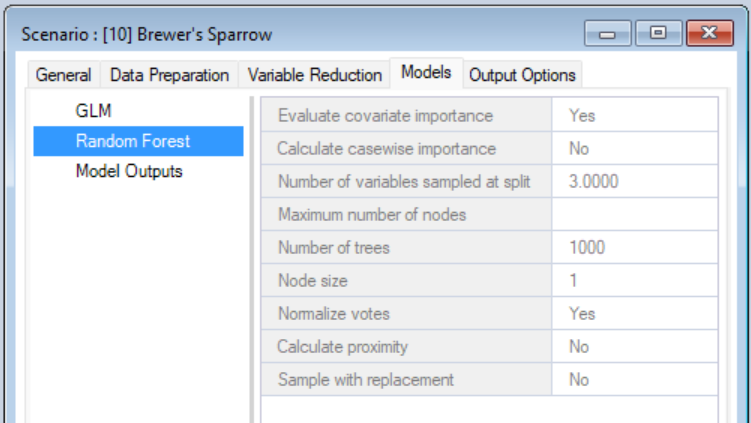 Scenario : [10] Brewer's Sparrow
General Data Preparation Variable Reduction Models Output Options
GLM
Random Forest
Model Outputs
Evaluate covariate importance Yes
Calculate casewise importance No
Number of variables sampled at split 3.0000
Maximum number of nodes
Number of trees 1000
Node size 1
Normalize votes Yes
Calculate proximity No
Sample with replacement No